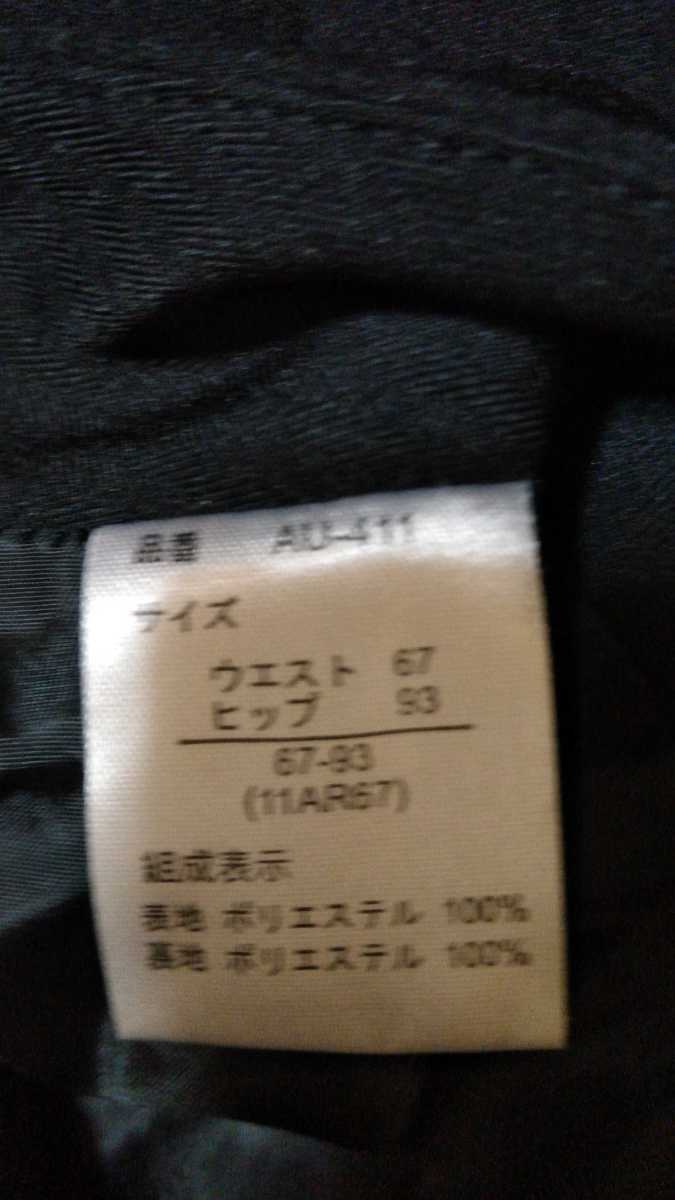 品番 AIU-411
サイズ
ウエスト 67
ヒップ 93
67-93
(11AR67)
組成表示
表地 ポリエステル 100%
裏地 ポリエステル 100%